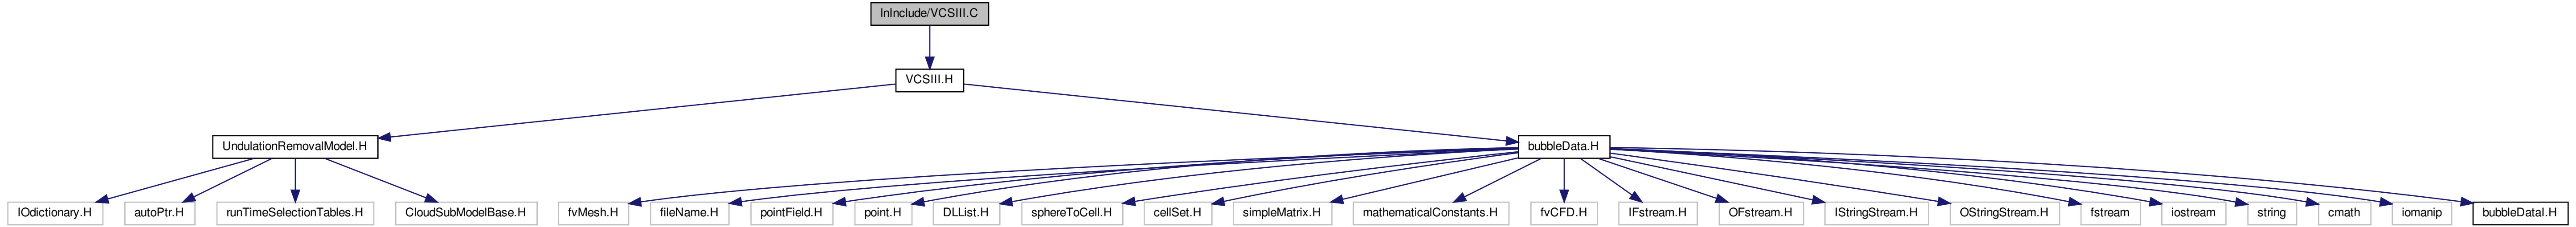 lnInclude/VCSIII.C
VCSIII.H
UndulationRemovalModel.H
bubbleData.H
IOdictionary.H
autoPtr.H
runTimeSelectionTables.H
CloudSubModelBase.H
fvMesh.H
fileName.H
pointField.H
point.H
DLList.H
sphereToCell.H
cellSet.H
simpleMatrix.H
mathematicalConstants.H
fvCFD.H
IFstream.H
OFstream.H
IStringStream.H
OStringStream.H
fstream
iostream
string
cmath
iomanip
bubbleDataI.H